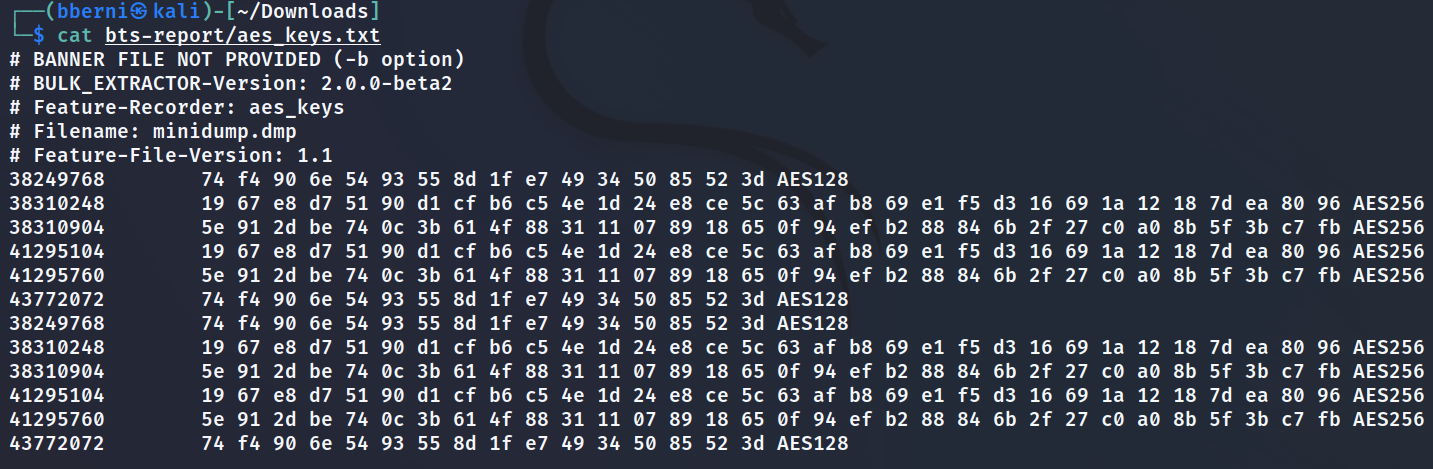 ┌──(bberni㉿kali)-[~/Downloads]
└─$ cat bts-report/aes_keys.txt
# BANNER FILE NOT PROVIDED (-b option)
# BULK_EXTRACTOR-Version: 2.0.0-beta2
# Feature-Recorder: aes_keys
# Filename: minidump.dmp
# Feature-File-Version: 1.1
38249768 74 f4 90 6e 54 93 55 8d 1f e7 49 34 50 85 52 3d AES128
38310248 19 67 e8 d7 51 90 d1 cf b6 c5 4e 1d 24 e8 ce 5c 63 af b8 69 e1 f5 d3 16 69 1a 12 18 7d ea 80 96 AES256
38310904 5e 91 2d be 74 0c 3b 61 4f 88 31 11 07 89 18 65 0f 94 ef b2 88 84 6b 2f 27 c0 a0 8b 5f 3b c7 fb AES256
41295104 19 67 e8 d7 51 90 d1 cf b6 c5 4e 1d 24 e8 ce 5c 63 af b8 69 e1 f5 d3 16 69 1a 12 18 7d ea 80 96 AES256
41295760 5e 91 2d be 74 0c 3b 61 4f 88 31 11 07 89 18 65 0f 94 ef b2 88 84 6b 2f 27 c0 a0 8b 5f 3b c7 fb AES256
43772072 74 f4 90 6e 54 93 55 8d 1f e7 49 34 50 85 52 3d AES128
38249768 74 f4 90 6e 54 93 55 8d 1f e7 49 34 50 85 52 3d AES128
38310248 19 67 e8 d7 51 90 d1 cf b6 c5 4e 1d 24 e8 ce 5c 63 af b8 69 e1 f5 d3 16 69 1a 12 18 7d ea 80 96 AES256
38310904 5e 91 2d be 74 0c 3b 61 4f 88 31 11 07 89 18 65 0f 94 ef b2 88 84 6b 2f 27 c0 a0 8b 5f 3b c7 fb AES256
41295104 19 67 e8 d7 51 90 d1 cf b6 c5 4e 1d 24 e8 ce 5c 63 af b8 69 e1 f5 d3 16 69 1a 12 18 7d ea 80 96 AES256
41295760 5e 91 2d be 74 0c 3b 61 4f 88 31 11 07 89 18 65 0f 94 ef b2 88 84 6b 2f 27 c0 a0 8b 5f 3b c7 fb AES256
43772072 74 f4 90 6e 54 93 55 8d 1f e7 49 34 50 85 52 3d AES128